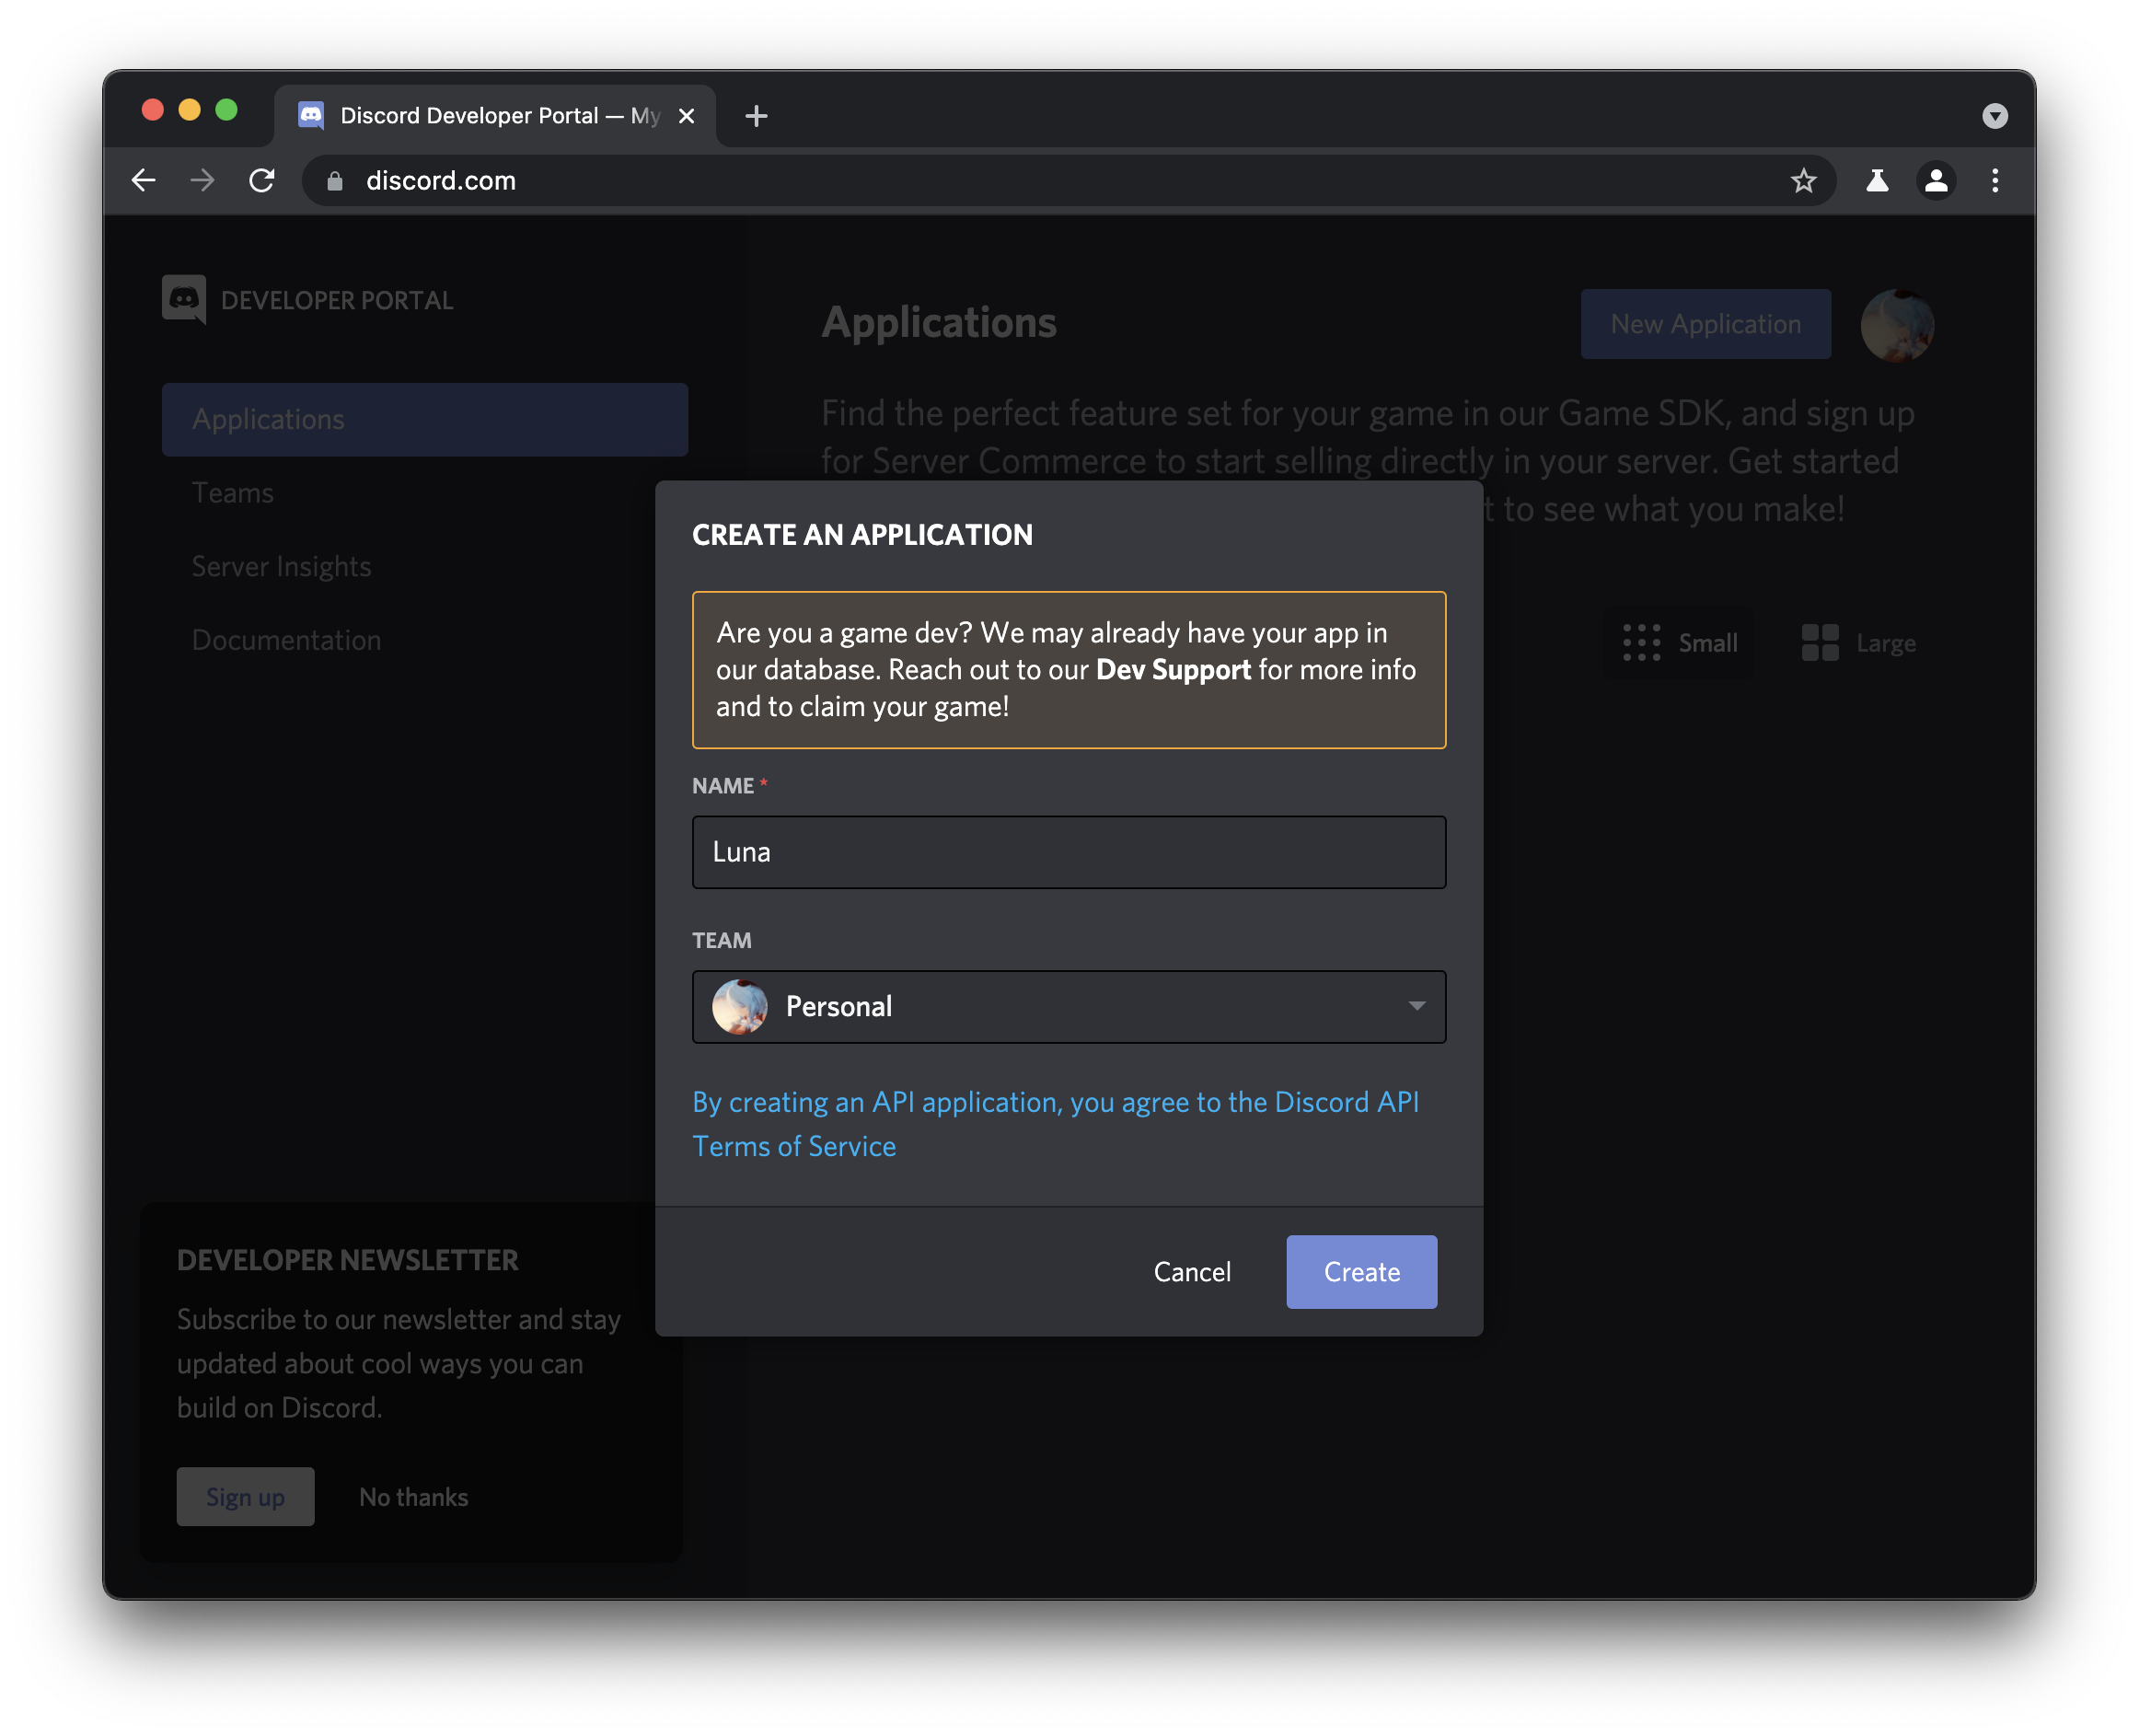 Discord Developer Portal — My
discord.com
DEVELOPER PORTAL
Applications
Teams
Server Insights
Documentation
Applications
New Application
Find the perfect feature set for your game in our Game SDK, and sign up
for Server Commerce to start selling directly in your server. Get started
t to see what you make!
Small
Large
CREATE AN APPLICATION
Are you a game dev? We may already have your app in
our database. Reach out to our Dev Support for more info
and to claim your game!
NAME *
Luna
TEAM
Personal
By creating an API application, you agree to the Discord API
Terms of Service
Cancel
Create
DEVELOPER NEWSLETTER
Subscribe to our newsletter and stay
updated about cool ways you can
build on Discord.
Sign up
No thanks